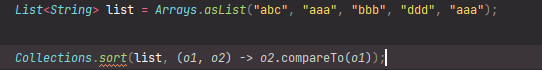 List<String> list = Arrays.asList("abc", "aaa", "bbb", "ddd", "aaa");
Collections.sort(list, (o1, o2) -> o2.compareTo(o1));